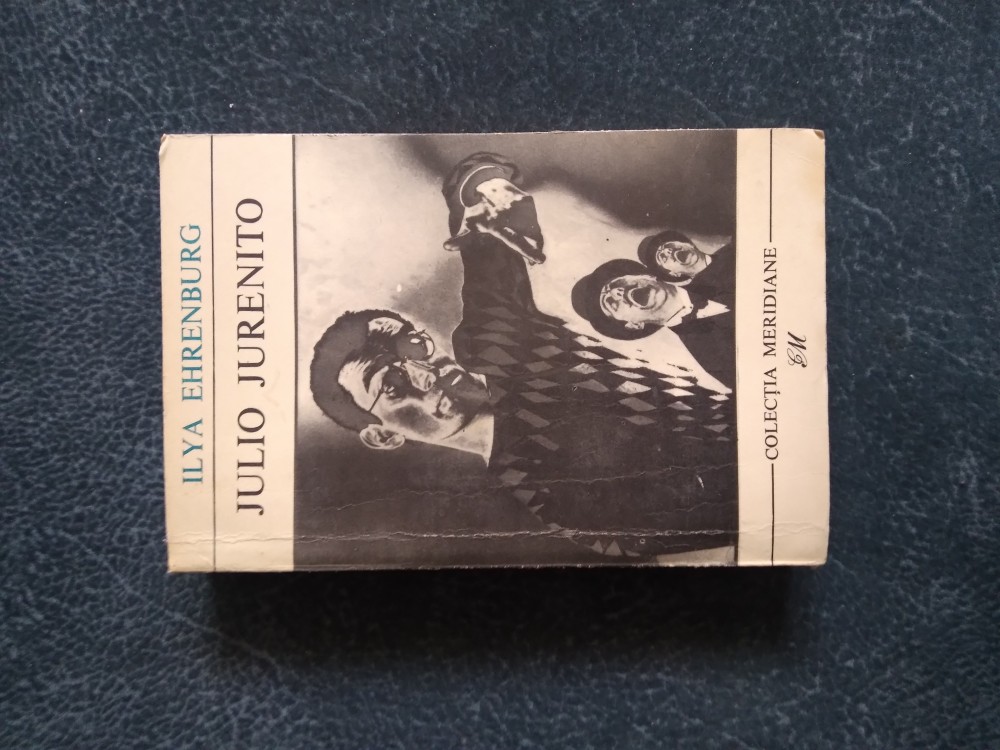 ILYA EHRENBURG
JULIO JURENITO
COLECȚIA MERIDIANE
CM